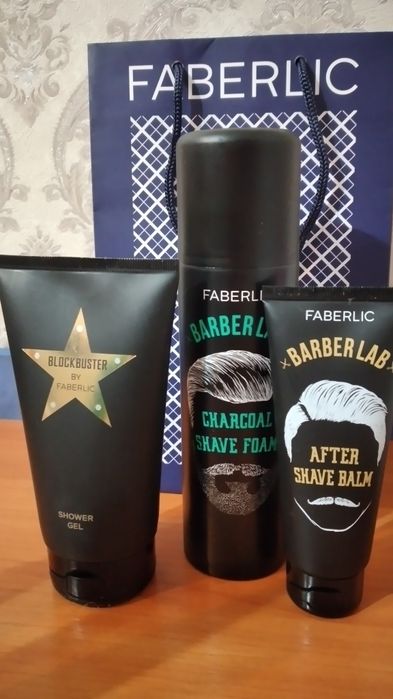 FABERLIC
BLOCKBUSTER
BY
FABERLIC
SHOWER
GEL
FABERLIC
BARBER LAB
CHARCOAL
SHAVE FOAM
FABERLIC
BARBER LAB
AFTER
SHAVE BALM